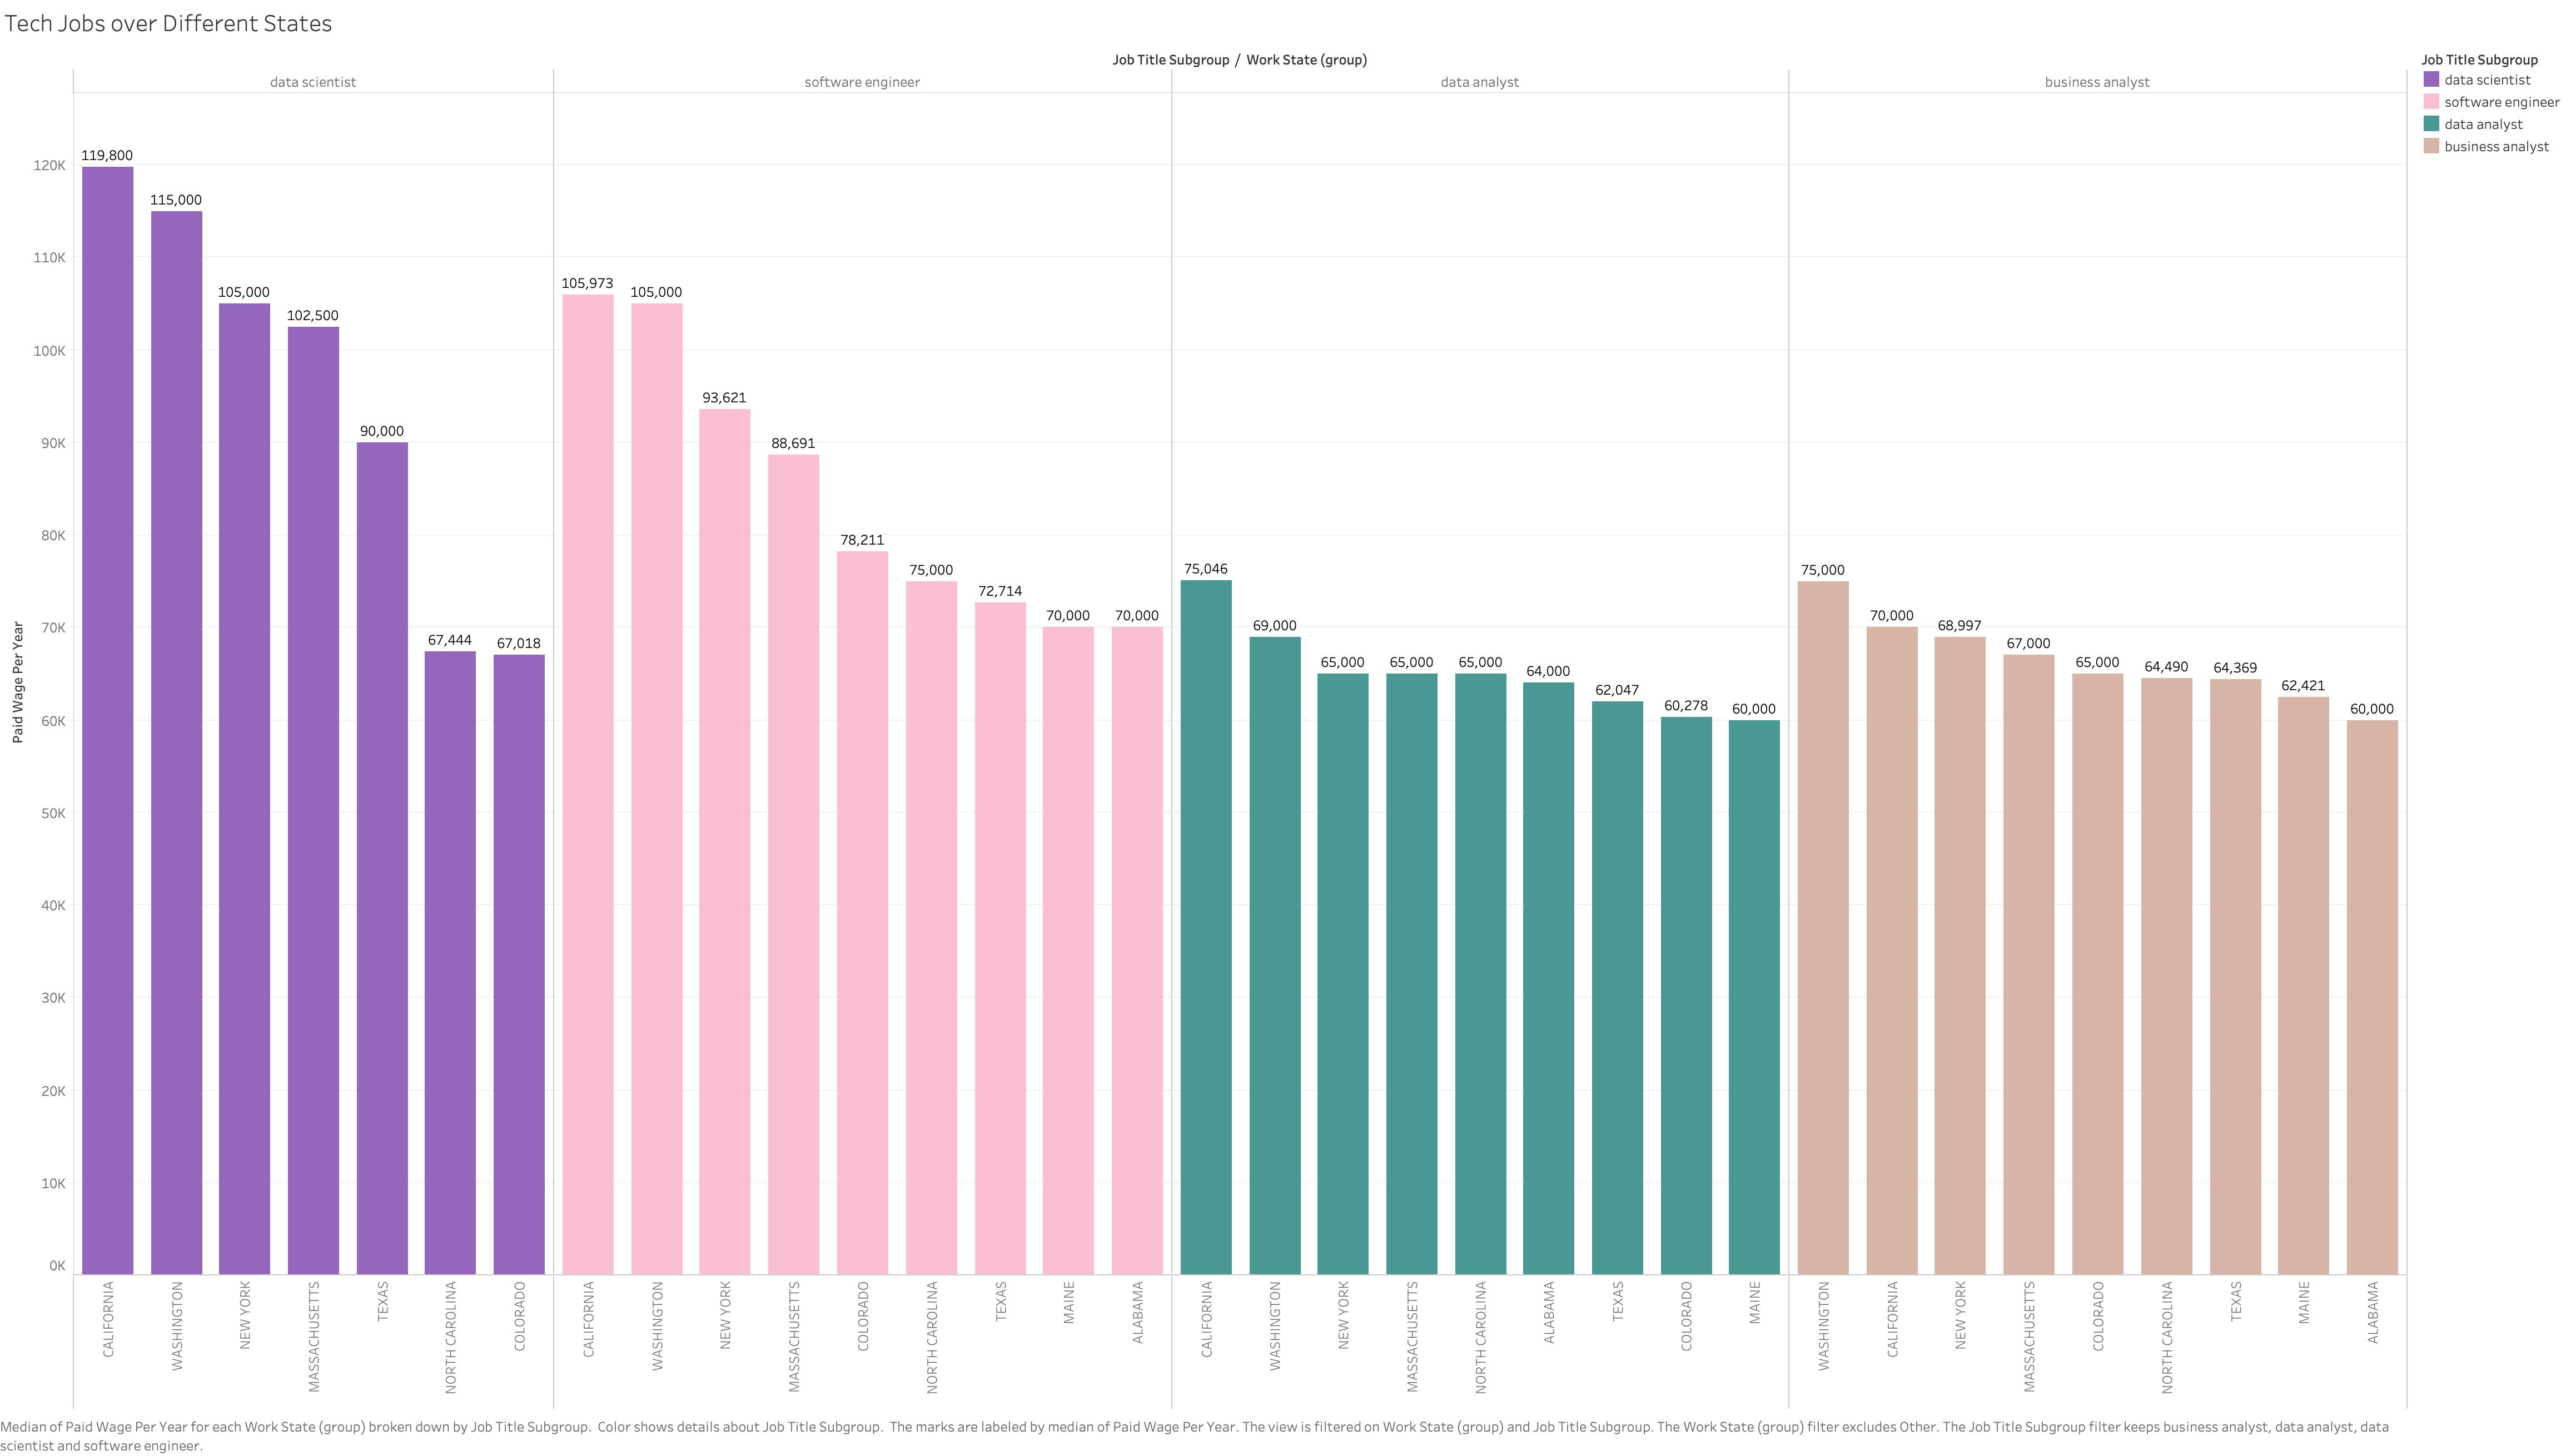 Tech Jobs over Different States
Job Title Subgroup / Work State (group)
data scientist
software engineer
data analyst
business analyst
Job Title Subgroup
data scientist
software engineer
data analyst
business analyst
Paid Wage Per Year
120K
110K
100K
90K
80K
70K
60K
50K
40K
30K
20K
10K
0K
119,800
115,000
105,000
102,500
90,000
67,444
67,018
105,973
105,000
93,621
88,691
78,211
75,000
72,714
70,000
70,000
75,046
69,000
65,000
65,000
65,000
64,000
62,047
60,278
60,000
75,000
70,000
68,997
67,000
65,000
64,490
64,369
62,421
60,000
CALIFORNIA
WASHINGTON
NEW YORK
MASSACHUSETTS
TEXAS
NORTH CAROLINA
COLORADO
CALIFORNIA
WASHINGTON
NEW YORK
MASSACHUSETTS
COLORADO
NORTH CAROLINA
TEXAS
MAINE
ALABAMA
CALIFORNIA
WASHINGTON
NEW YORK
MASSACHUSETTS
NORTH CAROLINA
ALABAMA
TEXAS
COLORADO
MAINE
WASHINGTON
CALIFORNIA
NEW YORK
MASSACHUSETTS
COLORADO
NORTH CAROLINA
TEXAS
MAINE
ALABAMA
Median of Paid Wage Per Year for each Work State (group) broken down by Job Title Subgroup. Color shows details about Job Title Subgroup. The marks are labeled by median of Paid Wage Per Year. The view is filtered on Work State (group) and Job Title Subgroup. The Work State (group) filter excludes Other. The Job Title Subgroup filter keeps business analyst, data analyst, data
scientist and software engineer.